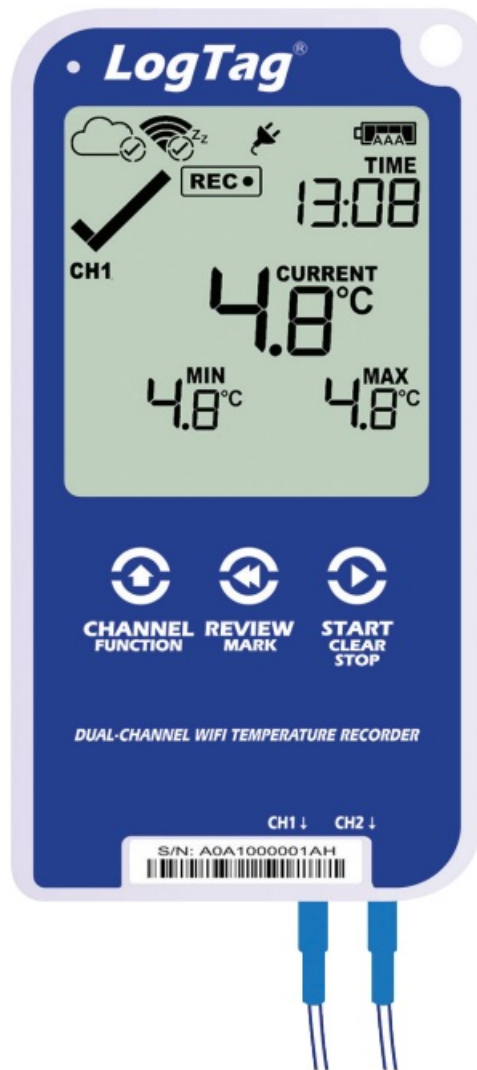 LogTag®
zz
AAA
TIME
REC
13:08
CH1
CURRENT
4.8°C
MIN
4.8°C
MAX
4.8°C
CHANNEL
FUNCTION
REVIEW
MARK
START
CLEAR
STOP
DUAL-CHANNEL WIFI TEMPERATURE RECORDER
CH1↓ CH2↓
S/N: A0A1000001AH